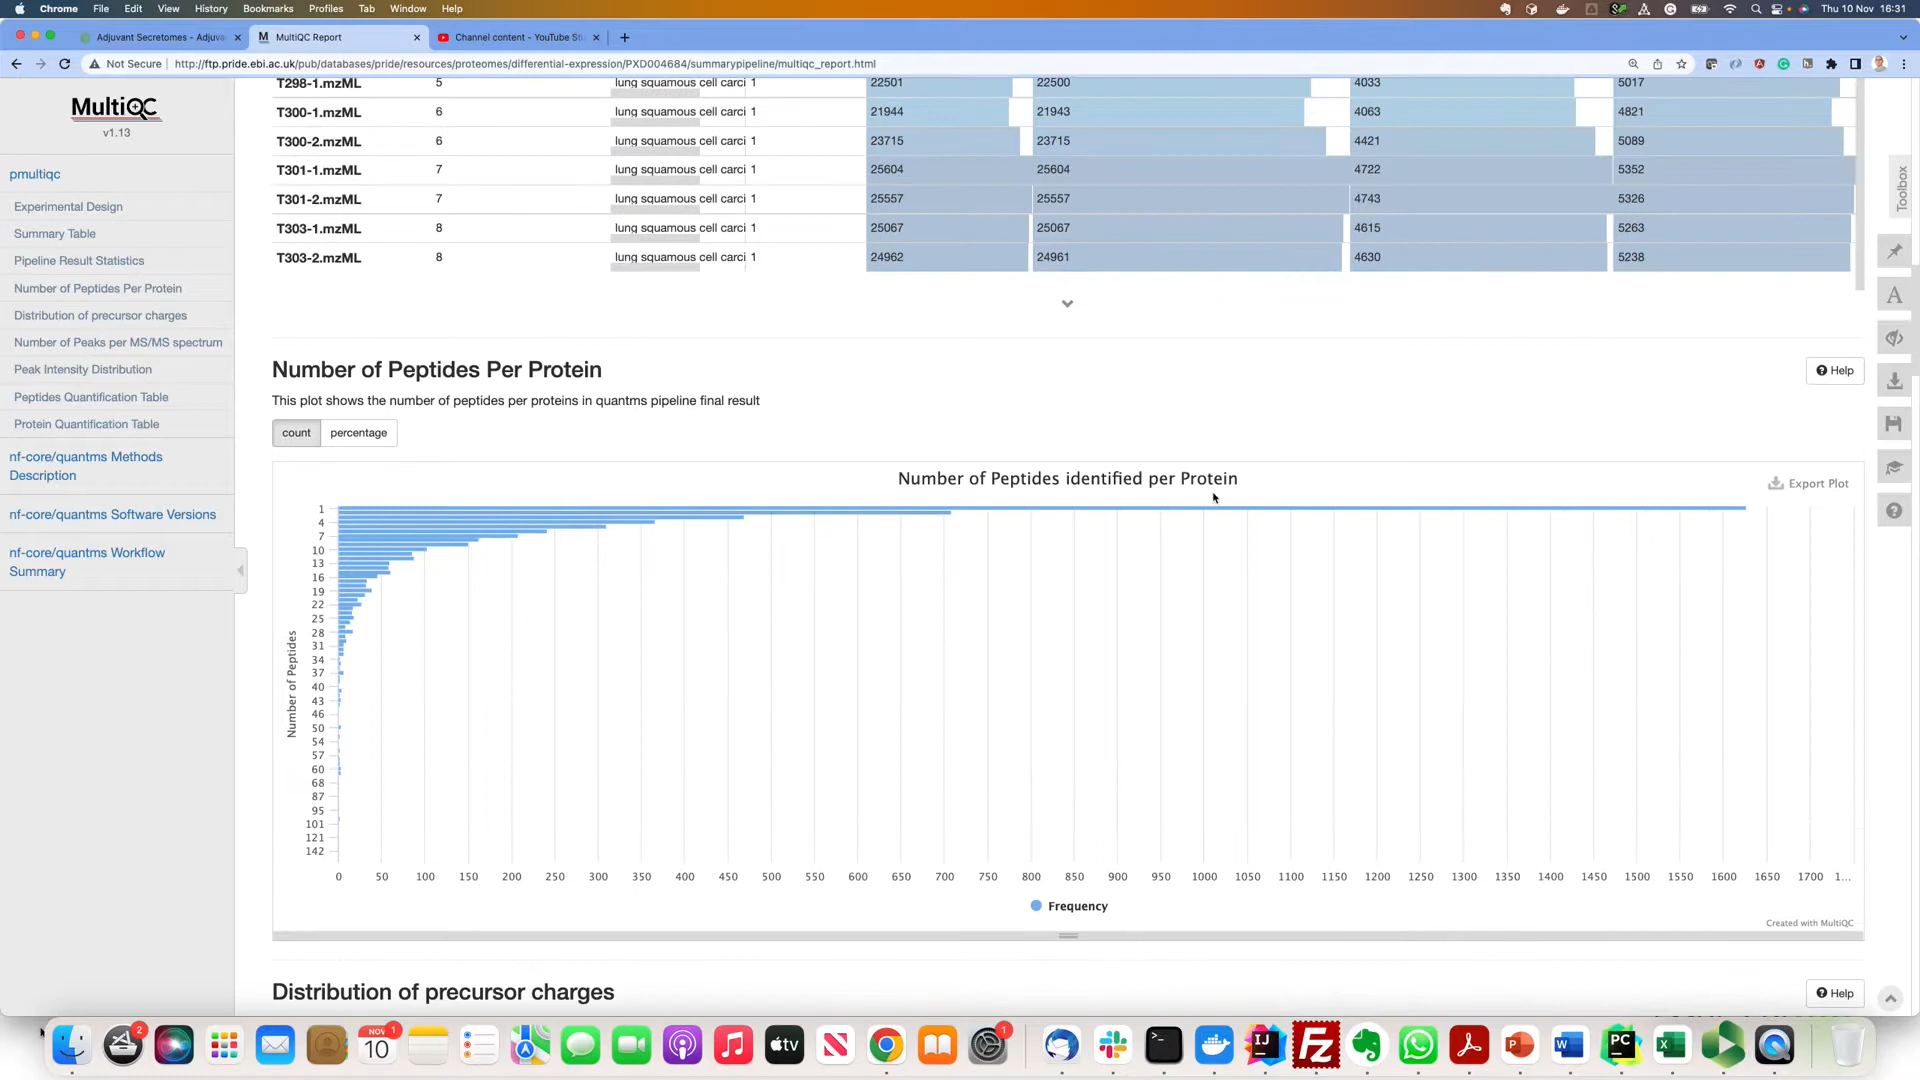 Chrome File Edit View History Bookmarks Profiles Tab Window Help Thu 10 Nov 16:31
Adjuvant Secretomes - Adjuva MultiQC Report Channel content - YouTube Stu
Not Secure http://ftp.pride.ebi.ac.uk/pub/databases/pride/resources/proteomes/differential-expression/PXD004684/summarypipeline/multiqc_report.html
MultiQC
v1.13
pmultiqc
Experimental Design
Summary Table
Pipeline Result Statistics
Number of Peptides Per Protein
Distribution of precursor charges
Number of Peaks per MS/MS spectrum
Peak Intensity Distribution
Peptides Quantification Table
Protein Quantification Table
nf-core/quantms Methods
Description
nf-core/quantms Software Versions
nf-core/quantms Workflow
Summary
T298-1.mzML 5 lung squamous cell carci 1 22501 22500 4033 5017
T300-1.mzML 6 lung squamous cell carci 1 21944 21943 4063 4821
T300-2.mzML 6 lung squamous cell carci 1 23715 23715 4421 5089
T301-1.mzML 7 lung squamous cell carci 1 25604 25604 4722 5352
T301-2.mzML 7 lung squamous cell carci 1 25557 25557 4743 5326
T303-1.mzML 8 lung squamous cell carci 1 25067 25067 4615 5263
T303-2.mzML 8 lung squamous cell carci 1 24962 24961 4630 5238
Toolbox
Number of Peptides Per Protein
Help
This plot shows the number of peptides per proteins in quantms pipeline final result
count percentage
Number of Peptides identified per Protein
Export Plot
Number of Peptides
1
4
7
10
13
16
19
22
25
28
31
34
37
40
43
46
50
54
57
60
68
87
95
101
121
142
0 50 100 150 200 250 300 350 400 450 500 550 600 650 700 750 800 850 900 950 1000 1050 1100 1150 1200 1250 1300 1350 1400 1450 1500 1550 1600 1650 1700 1...
Frequency
Created with MultiQC
Distribution of precursor charges
Help
2 NOV 10 1 tv 1 IJ FZ P W PC X